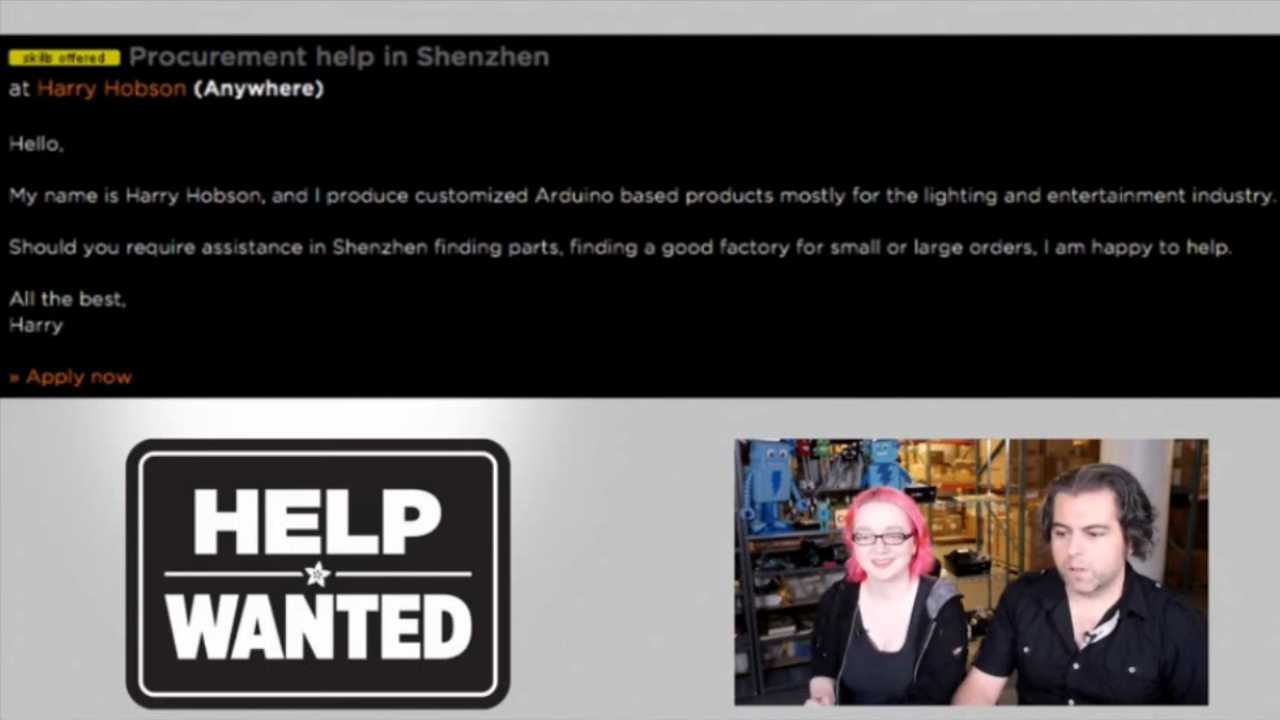 skills offered Procurement help in Shenzhen
at Harry Hobson (Anywhere)
Hello,
My name is Harry Hobson, and I produce customized Arduino based products mostly for the lighting and entertainment industry.
Should you require assistance in Shenzhen finding parts, finding a good factory for small or large orders, I am happy to help.
All the best,
Harry
» Apply now
HELP
WANTED